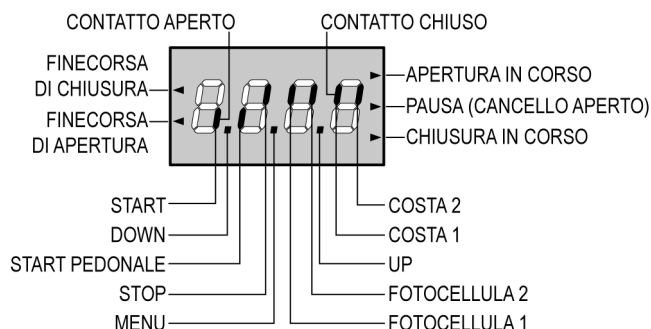 CONTATTO APERTO
CONTATTO CHIUSO
FINECORSA
DI CHIUSURA
FINECORSA
DI APERTURA
APERTURA IN CORSO
PAUSA (CANCELLO APERTO)
CHIUSURA IN CORSO
START
DOWN
START PEDONALE
STOP
MENU
COSTA 2
COSTA 1
UP
FOTOCELLULA 2
FOTOCELLULA 1